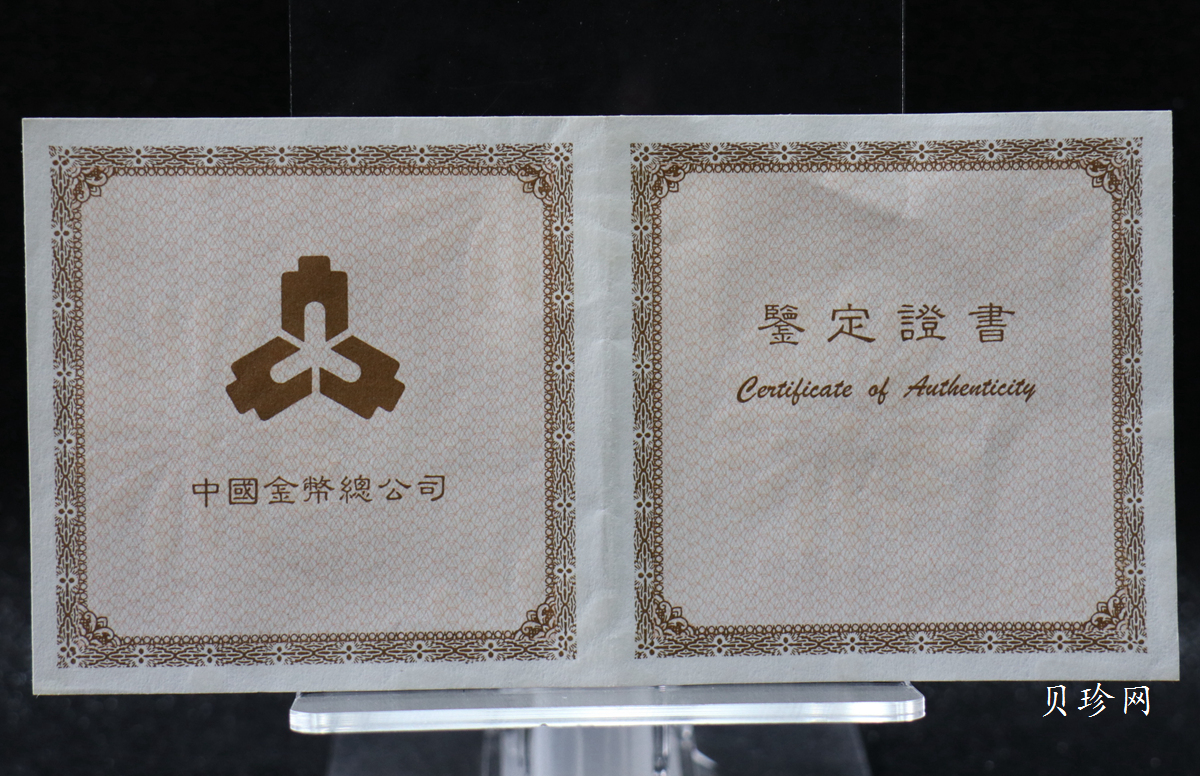 中國金幣總公司
鑒定證書
Certificate of Authenticity
贝珍网